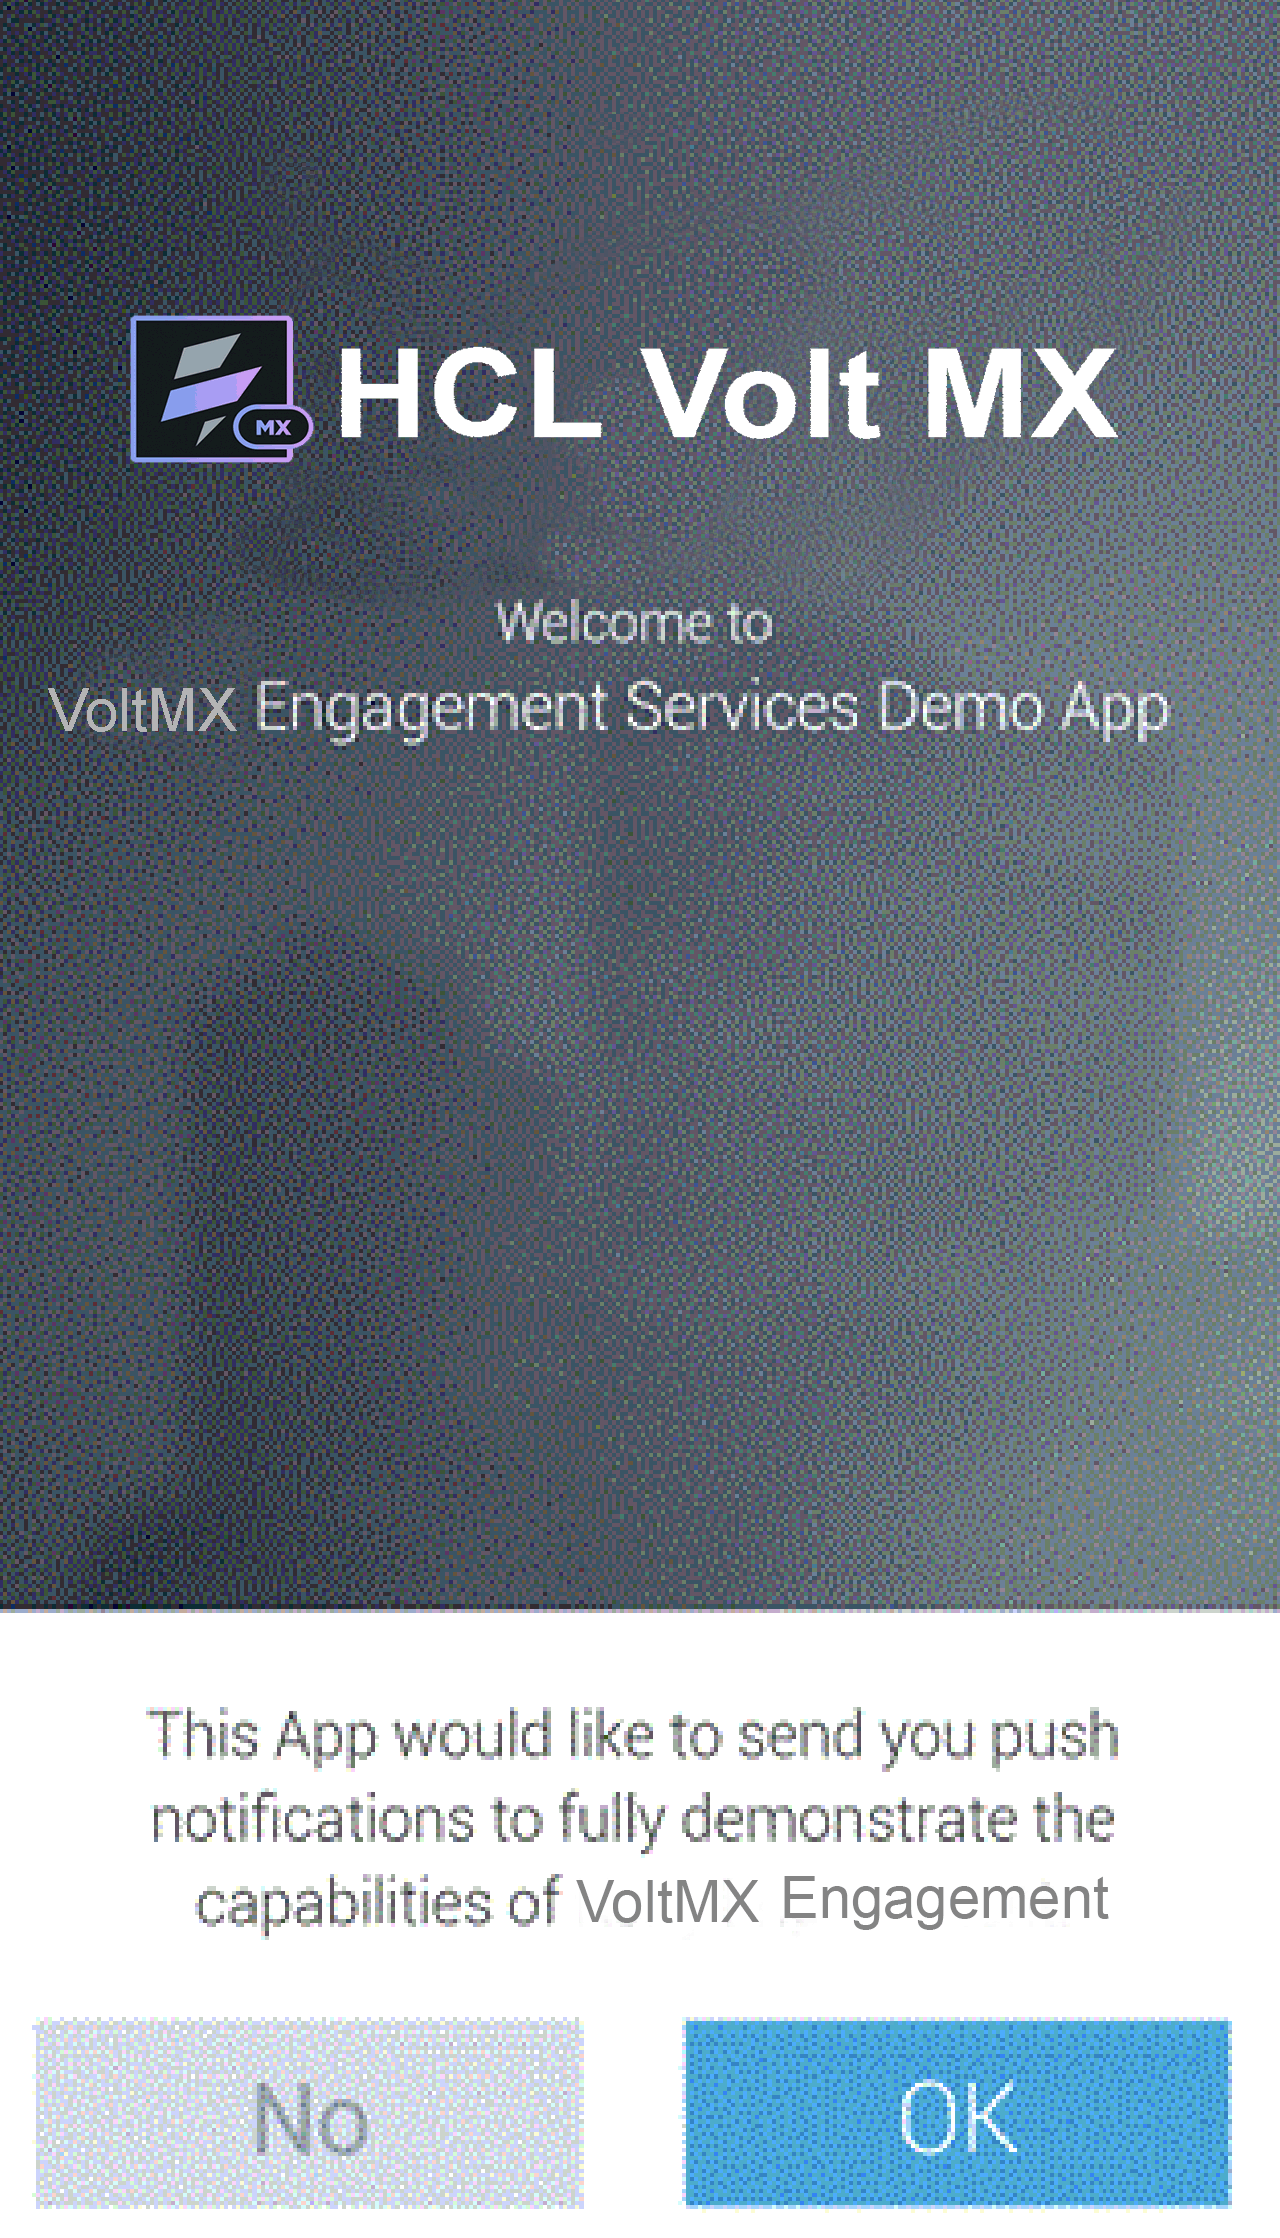 MX
HCL Volt MX
Welcome to
VoltMX Engagement Services Demo App
This App would like to send you push
notifications to fully demonstrate the
capabilities of VoltMX Engagement
No
OK